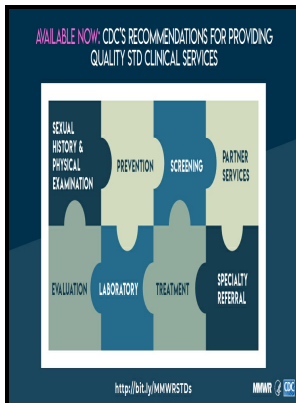 AVAILABLE NOW: CDC'S RECOMMENDATIONS FOR PROVIDING
QUALITY STD CLINICAL SERVICES
SEXUAL
HISTORY &
PHYSICAL
EXAMINATION
PREVENTION
SCREENING
PARTNER
SERVICES
EVALUATION
LABORATORY
TREATMENT
SPECIALTY
REFERRAL
http://bit.ly/MMWRSTDs
MMWR
CDC